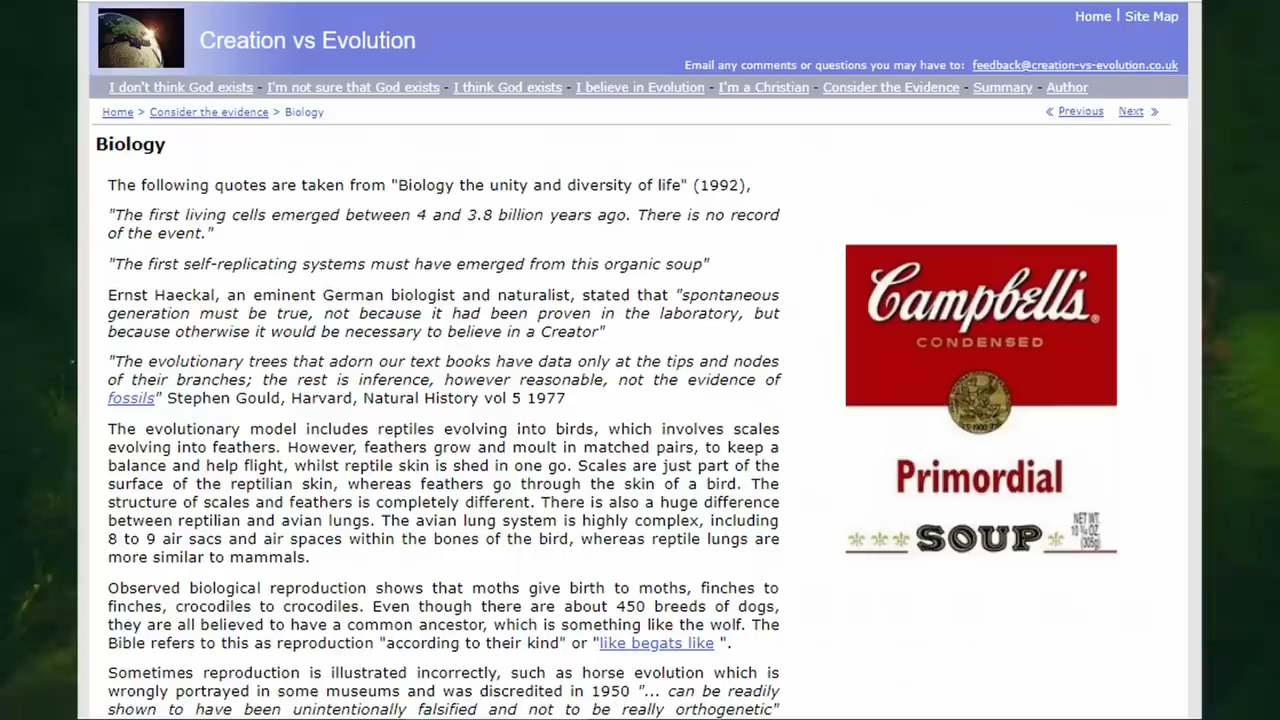 Home | Site Map
Creation vs Evolution
Email any comments or questions you may have to: feedback@creation-vs-evolution.co.uk
I don't think God exists - I'm not sure that God exists - I think God exists - I believe in Evolution - I'm a Christian - Consider the Evidence - Summary - Author
Home > Consider the evidence > Biology
« Previous Next »
Biology
The following quotes are taken from "Biology the unity and diversity of life" (1992),
"The first living cells emerged between 4 and 3.8 billion years ago. There is no record
of the event."
"The first self-replicating systems must have emerged from this organic soup"
Ernst Haeckal, an eminent German biologist and naturalist, stated that "spontaneous
generation must be true, not because it had been proven in the laboratory, but
because otherwise it would be necessary to believe in a Creator"
"The evolutionary trees that adorn our text books have data only at the tips and nodes
of their branches; the rest is inference, however reasonable, not the evidence of
fossils" Stephen Gould, Harvard, Natural History vol 5 1977
The evolutionary model includes reptiles evolving into birds, which involves scales
evolving into feathers. However, feathers grow and moult in matched pairs, to keep a
balance and help flight, whilst reptile skin is shed in one go. Scales are just part of the
surface of the reptilian skin, whereas feathers go through the skin of a bird. The
structure of scales and feathers is completely different. There is also a huge difference
between reptilian and avian lungs. The avian lung system is highly complex, including
8 to 9 air sacs and air spaces within the bones of the bird, whereas reptile lungs are
more similar to mammals.
Observed biological reproduction shows that moths give birth to moths, finches to
finches, crocodiles to crocodiles. Even though there are about 450 breeds of dogs,
they are all believed to have a common ancestor, which is something like the wolf. The
Bible refers to this as reproduction "according to their kind" or "like begats like ".
Sometimes reproduction is illustrated incorrectly, such as horse evolution which is
wrongly portrayed in some museums and was discredited in 1950 "... can be readily
shown to have been unintentionally falsified and not to be really orthogenetic"
Campbell's®
CONDENSED
Primordial
SOUP
NET WT.
10 ¾ OZ.
(305g)